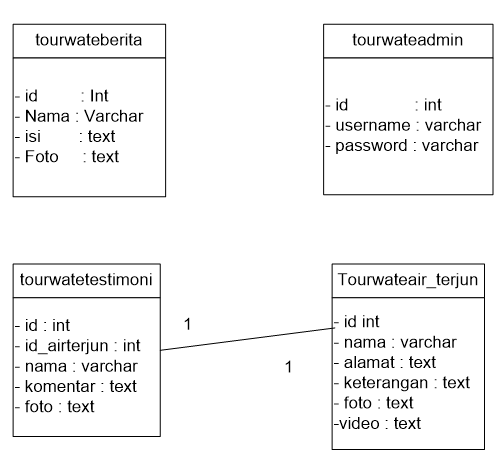 tourwateberita
- id : Int
- Nama : Varchar
- isi : text
- Foto : text
tourwateadmin
- id : int
- username : varchar
- password : varchar
tourwatetestimoni
- id : int
- id_airterjun : int
- nama : varchar
- komentar : text
- foto : text
1
1
Tourwateair_terjun
- id int
- nama : varchar
- alamat : text
- keterangan : text
- foto : text
-video : text